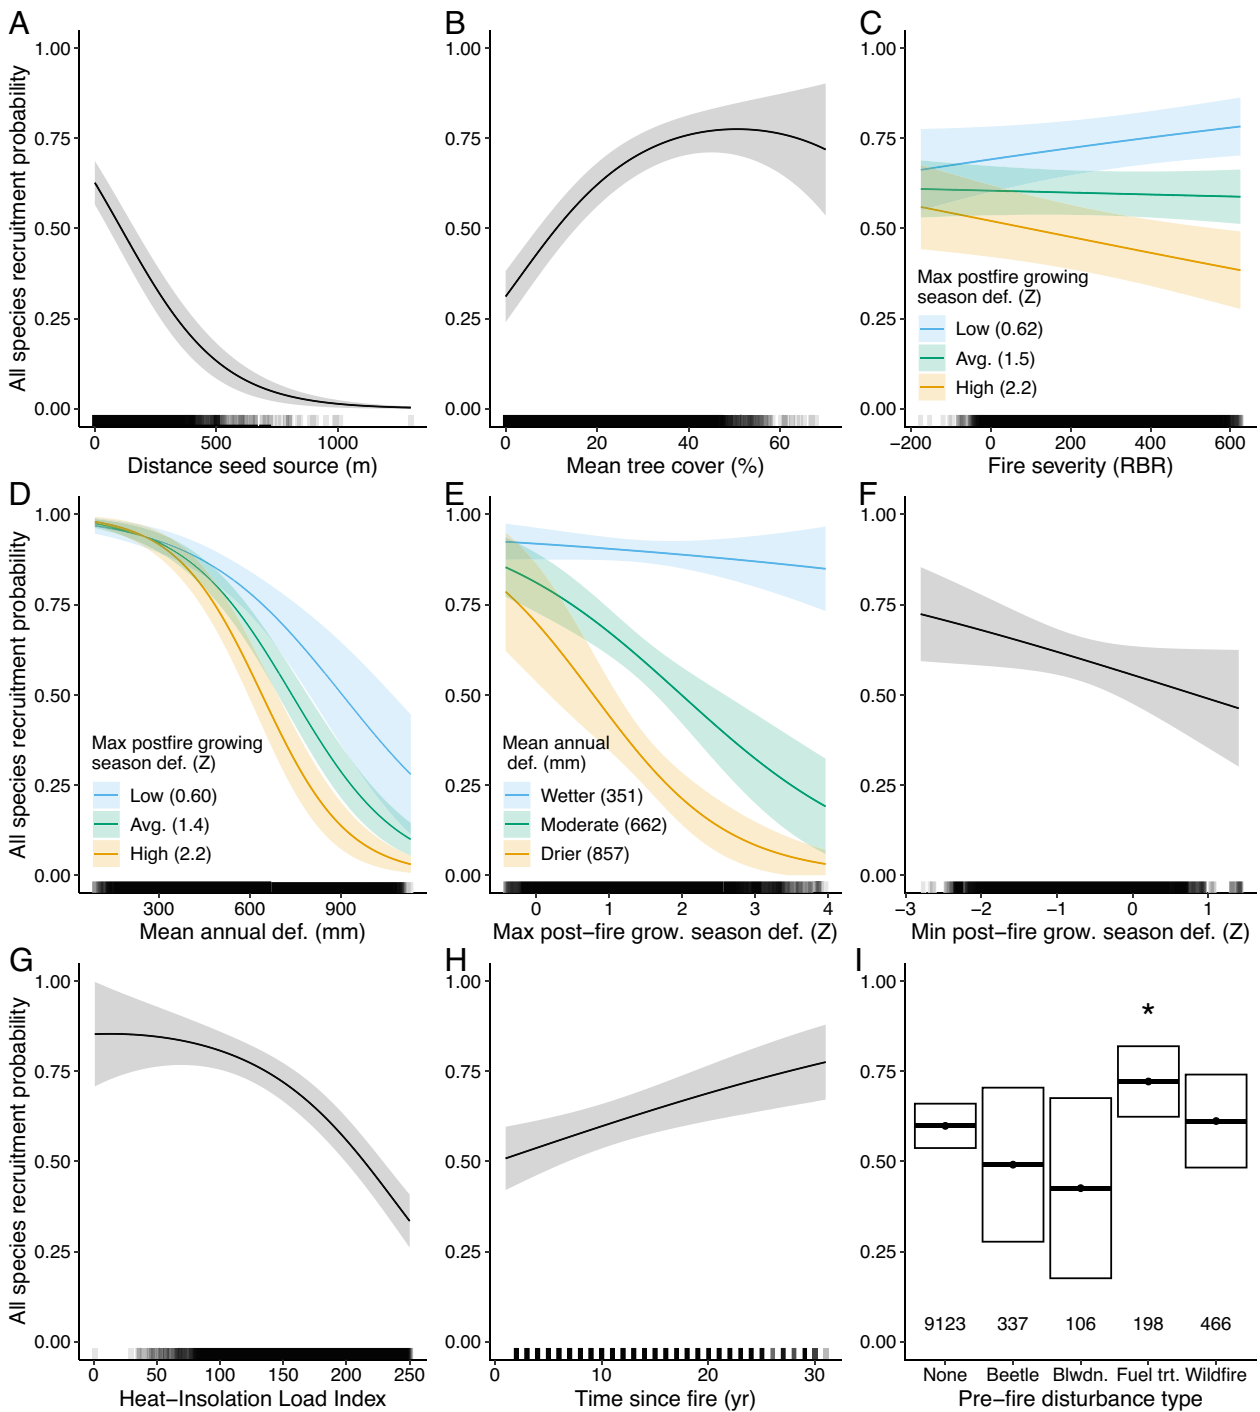 A
All species recruitment probability
1.00
0.75
0.50
0.25
0.00
0
500
1000
Distance seed source (m)
B
1.00
0.75
0.50
0.25
0.00
0
20
40
60
Mean tree cover (%)
C
1.00
0.75
0.50
0.25
0.00
Max postfire growing
season def. (Z)
Low (0.62)
Avg. (1.5)
High (2.2)
−200
0
200
400
600
Fire severity (RBR)
D
All species recruitment probability
1.00
0.75
0.50
0.25
0.00
Max postfire growing
season def. (Z)
Low (0.60)
Avg. (1.4)
High (2.2)
300
600
900
Mean annual def. (mm)
E
1.00
0.75
0.50
0.25
0.00
Mean annual
def. (mm)
Wetter (351)
Moderate (662)
Drier (857)
0
1
2
3
4
Max post−fire grow. season def. (Z)
F
1.00
0.75
0.50
0.25
0.00
−3
−2
−1
0
1
Min post−fire grow. season def. (Z)
G
All species recruitment probability
1.00
0.75
0.50
0.25
0.00
0
50
100
150
200
250
Heat−Insolation Load Index
H
1.00
0.75
0.50
0.25
0.00
0
10
20
30
Time since fire (yr)
I
1.00
0.75
0.50
0.25
0.00
*
9123
337
106
198
466
None
Beetle
Blwdn.
Fuel trt.
Wildfire
Pre−fire disturbance type